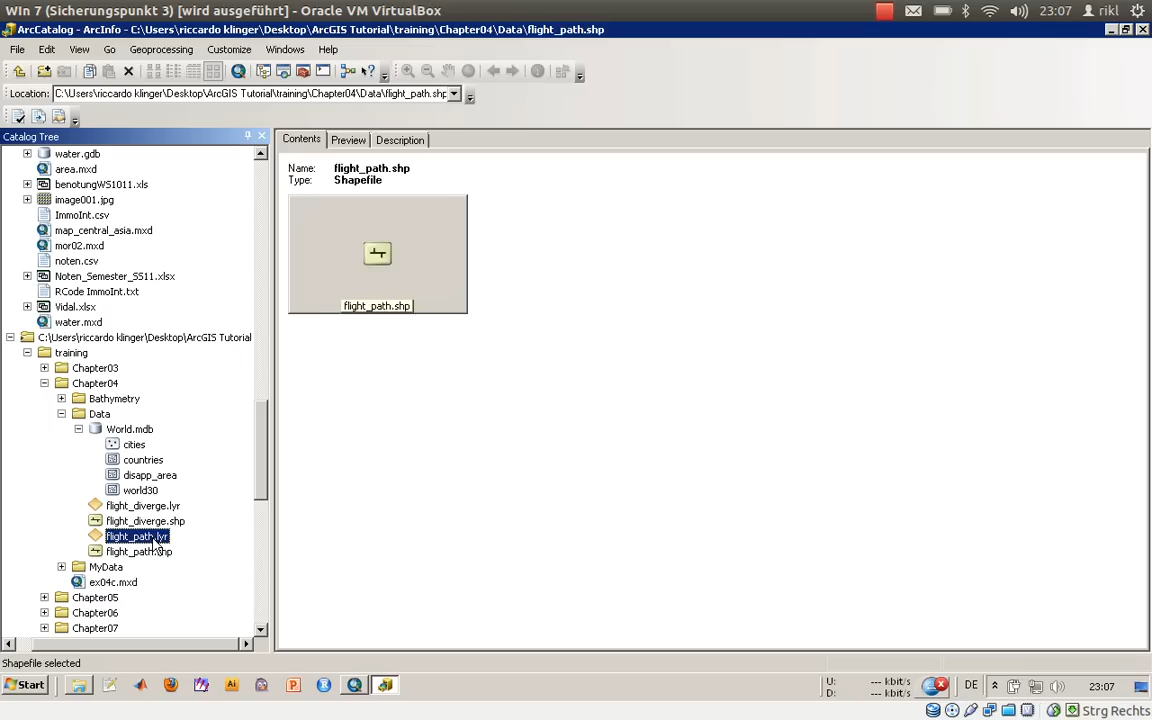 WIn 7 (Sicherungspunkt 3) [wird ausgeführt] - Oracle VM VirtualBox
23:07 rikl
ArcCatalog - ArcInfo - C:\Users\riccardo klinger\Desktop\ArcGIS Tutorial\training\Chapter04\Data\flight_path.shp
File Edit View Go Geoprocessing Customize Windows Help
Location: C:\Users\riccardo klinger\Desktop\ArcGIS Tutorial\training\Chapter04\Data\flight_path.shp
Catalog Tree
Contents Preview Description
water.gdb
area.mxd
benotungWS1011.xls
image001.jpg
ImmoInt.csv
map_central_asia.mxd
mor02.mxd
noten.csv
Noten_Semester_SS11.xlsx
RCode ImmoInt.txt
Vidal.xlsx
water.mxd
C:\Users\riccardo klinger\Desktop\ArcGIS Tutorial
training
Chapter03
Chapter04
Bathymetry
Data
World.mdb
cities
countries
disapp_area
world30
flight_diverge.lyr
flight_diverge.shp
flight_path.lyr
flight_path.shp
MyData
ex04c.mxd
Chapter05
Chapter06
Chapter07
Name: flight_path.shp
Type: Shapefile
flight_path.shp
Shapefile selected
Start
U: --- kbit/s
D: --- kbit/s
DE
23:07
Strg Rechts